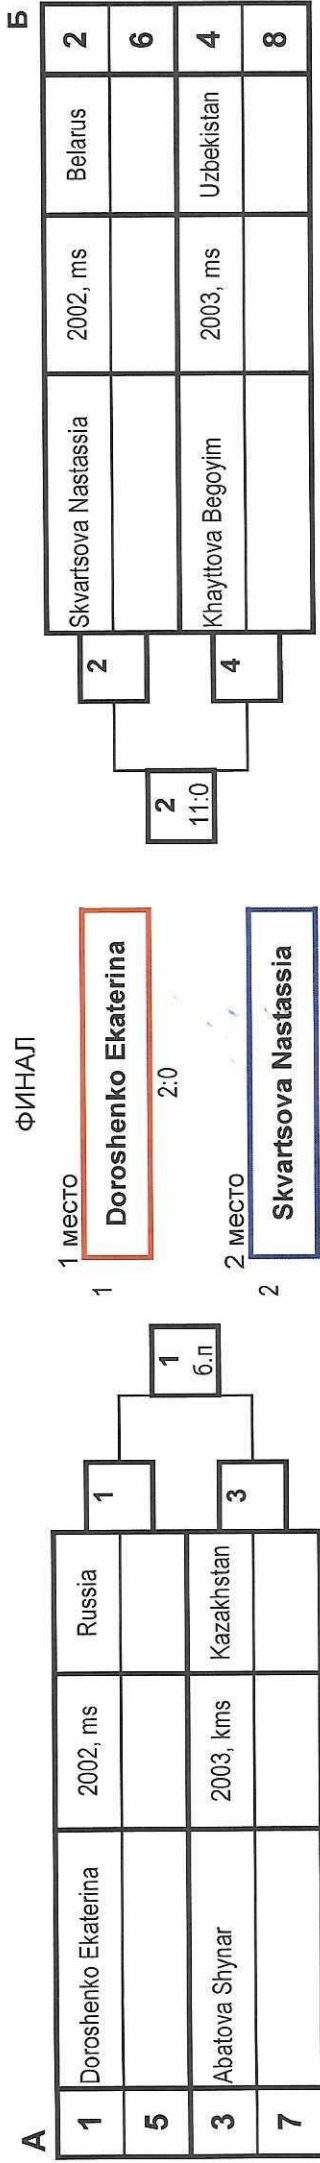 А
1 Doroshenko Ekaterina 2002, ms Russia
5
3 Abatova Shynar 2003, kms Kazakhstan
7
1
3
1
б.п
ФИНАЛ
1 место
1 Doroshenko Ekaterina
2:0
2 место
2 Skvartsova Nastassia
Б
Skvartsova Nastassia 2002, ms Belarus 2
6
Khayttova Begoyim 2003, ms Uzbekistan 4
8
2
4
2
11:0